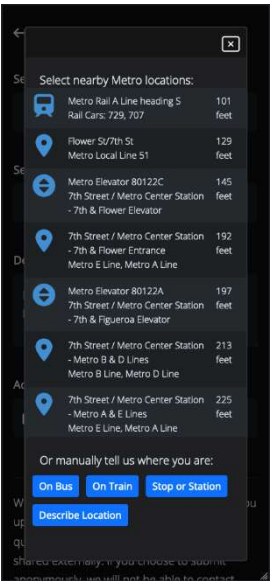 Select nearby Metro locations:
Metro Rail A Line heading S 101
Rail Cars: 729, 707 feet
Flower St/7th St 129
Metro Local Line 51 feet
Metro Elevator 80122C 145
7th Street / Metro Center Station feet
- 7th & Flower Elevator
7th Street / Metro Center Station 192
- 7th & Flower Entrance feet
Metro E Line, Metro A Line
Metro Elevator 80122A 197
7th Street / Metro Center Station feet
- 7th & Figueroa Elevator
7th Street / Metro Center Station 213
- Metro B & D Lines feet
Metro B Line, Metro D Line
7th Street / Metro Center Station 225
- Metro A & E Lines feet
Metro E Line, Metro A Line
Or manually tell us where you are:
On Bus On Train Stop or Station
Describe Location
shared externally. If you choose to submit
anonymously, we will not be able to contact